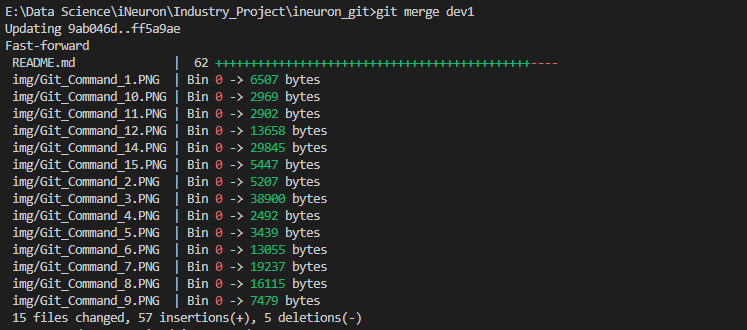 E:\Data Science\iNeuron\Industry_Project\ineuron_git>git merge dev1
Updating 9ab046d..ff5a9ae
Fast-forward
 README.md              |  62 +++++++++++++++++++++++++++++++++++++++++++++----
 img/Git_Command_1.PNG  | Bin 0 -> 6507 bytes
 img/Git_Command_10.PNG | Bin 0 -> 2969 bytes
 img/Git_Command_11.PNG | Bin 0 -> 2902 bytes
 img/Git_Command_12.PNG | Bin 0 -> 13658 bytes
 img/Git_Command_14.PNG | Bin 0 -> 29845 bytes
 img/Git_Command_15.PNG | Bin 0 -> 5447 bytes
 img/Git_Command_2.PNG  | Bin 0 -> 5207 bytes
 img/Git_Command_3.PNG  | Bin 0 -> 38900 bytes
 img/Git_Command_4.PNG  | Bin 0 -> 2492 bytes
 img/Git_Command_5.PNG  | Bin 0 -> 3439 bytes
 img/Git_Command_6.PNG  | Bin 0 -> 13055 bytes
 img/Git_Command_7.PNG  | Bin 0 -> 19237 bytes
 img/Git_Command_8.PNG  | Bin 0 -> 16115 bytes
 img/Git_Command_9.PNG  | Bin 0 -> 7479 bytes
 15 files changed, 57 insertions(+), 5 deletions(-)